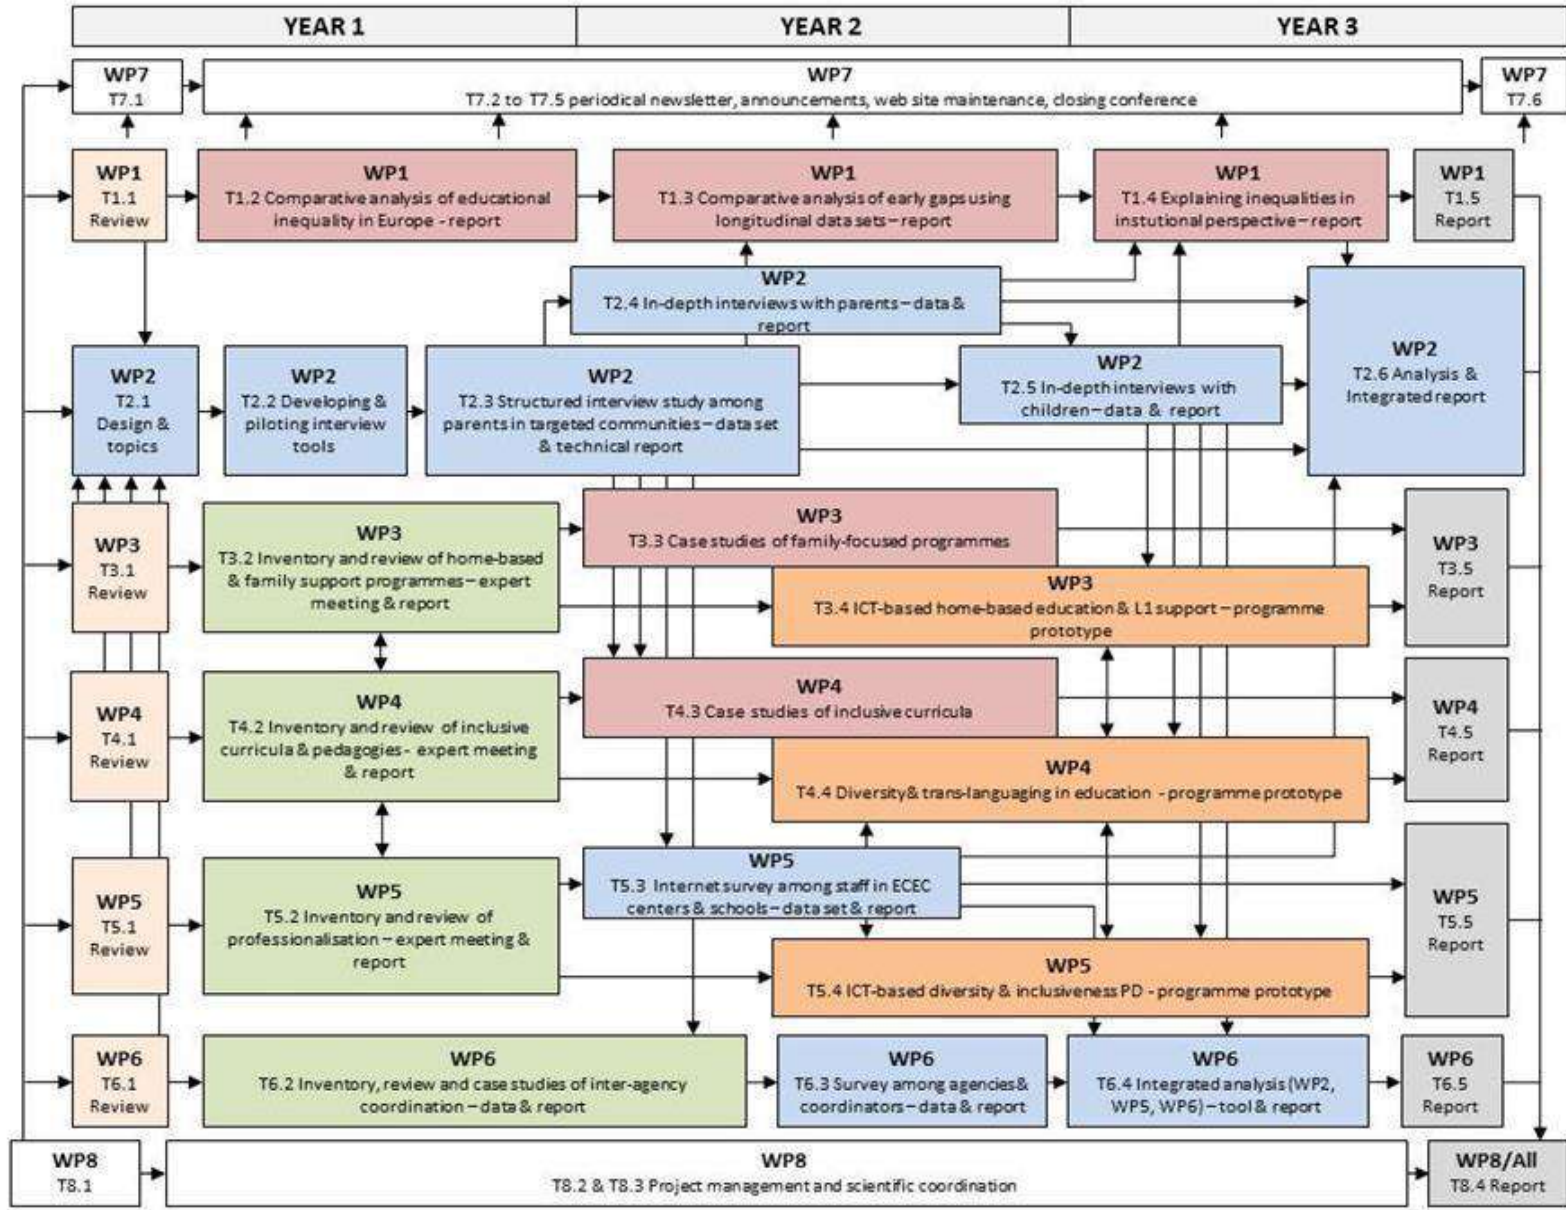 YEAR 1
YEAR 2
YEAR 3
WP7
T7.1
WP7
T7.2 to T7.5 periodical newsletter, announcements, web site maintenance, closing conference
WP7
T7.6
WP1
T1.1
Review
WP1
T1.2 Comparative analysis of educational
inequality in Europe - report
WP1
T1.3 Comparative analysis of early gaps using
longitudinal data sets – report
WP1
T1.4 Explaining inequalities in
instutional perspective – report
WP1
T1.5
Report
WP2
T2.4 In-depth interviews with parents – data &
report
WP2
T2.1
Design &
topics
WP2
T2.2 Developing &
piloting interview
tools
WP2
T2.3 Structured interview study among
parents in targeted communities – data set
& technical report
WP2
T2.5 In-depth interviews with
children – data & report
WP2
T2.6 Analysis &
Integrated report
WP3
T3.1
Review
WP3
T3.2 Inventory and review of home-based
& family support programmes – expert
meeting & report
WP3
T3.3 Case studies of family-focused programmes
WP3
T3.4 ICT-based home-based education & L1 support – programme
prototype
WP3
T3.5
Report
WP4
T4.1
Review
WP4
T4.2 Inventory and review of inclusive
curricula & pedagogies - expert meeting
& report
WP4
T4.3 Case studies of inclusive curricula
WP4
T4.4 Diversity & trans-languaging in education - programme prototype
WP4
T4.5
Report
WP5
T5.1
Review
WP5
T5.2 Inventory and review of
professionalisation – expert meeting &
report
WP5
T5.3 Internet survey among staff in ECEC
centers & schools – data set & report
WP5
T5.4 ICT-based diversity & inclusiveness PD - programme prototype
WP5
T5.5
Report
WP6
T6.1
Review
WP6
T6.2 Inventory, review and case studies of inter-agency
coordination – data & report
WP6
T6.3 Survey among agencies &
coordinators – data & report
WP6
T6.4 Integrated analysis (WP2,
WP5, WP6) – tool & report
WP6
T6.5
Report
WP8
T8.1
WP8
T8.2 & T8.3 Project management and scientific coordination
WP8/All
T8.4 Report